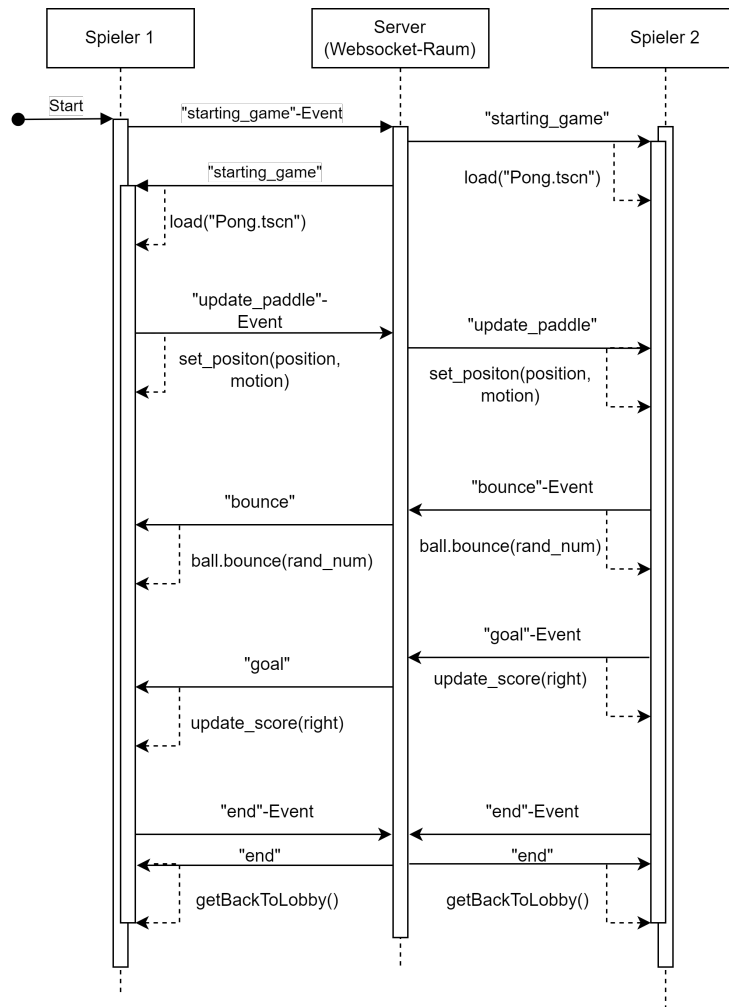 Spieler 1
Server
(Websocket-Raum)
Spieler 2
Start
"starting_game"-Event
"starting_game"
"starting_game"
load("Pong.tscn")
load("Pong.tscn")
"update_paddle"-
Event
"update_paddle"
set_positon(position,
motion)
set_positon(position,
motion)
"bounce"-Event
"bounce"
ball.bounce(rand_num)
ball.bounce(rand_num)
"goal"-Event
"goal"
update_score(right)
update_score(right)
"end"-Event
"end"-Event
"end"
"end"
getBackToLobby()
getBackToLobby()